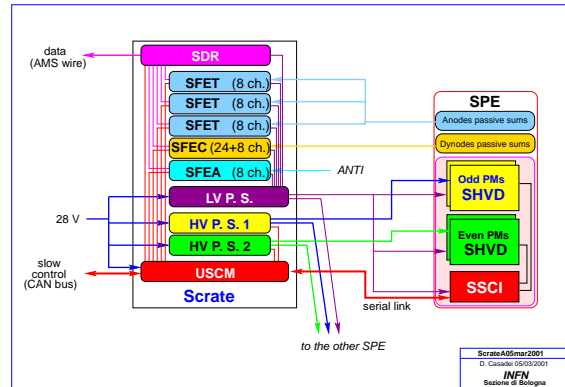 data
(AMS wire)
SDR
SFET (8 ch.)
SFET (8 ch.)
SFET (8 ch.)
SFEC (24+8 ch.)
SFEA (8 ch.)
ANTI
LV P. S.
28 V
HV P. S. 1
HV P. S. 2
slow
control
(CAN bus)
USCM
Scrate
serial link
to the other SPE
SPE
Anodes passive sums
Dynodes passive sums
Odd PMs
SHVD
Even PMs
SHVD
SSCI
ScrateA05mar2001
D. Casadei 05/03/2001
INFN
Sezione di Bologna